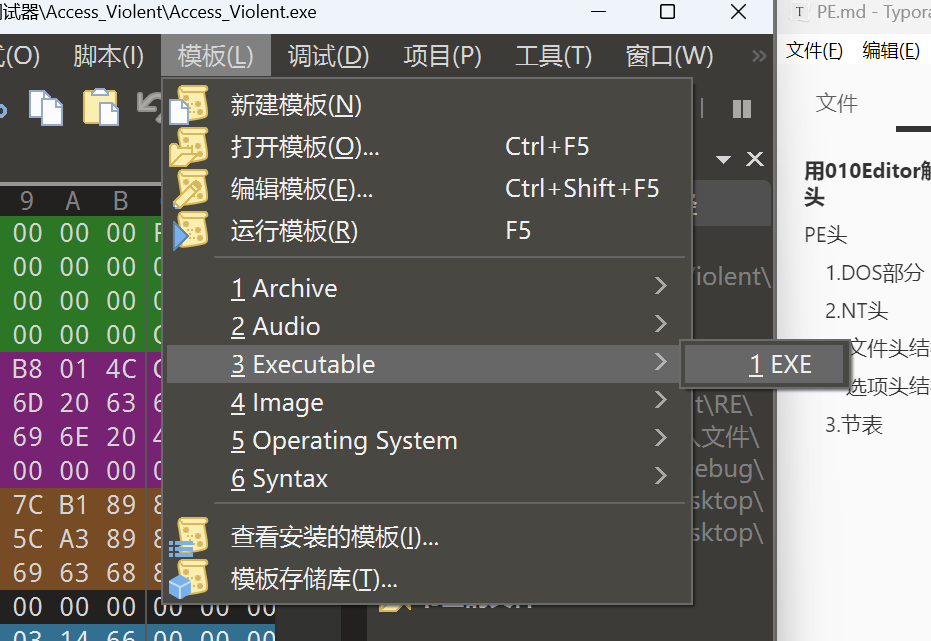 试器\Access_Violent\Access_Violent.exe
PE.md - Typora
(O) 脚本(I) 模板(L) 调试(D) 项目(P) 工具(T) 窗口(W) »
文件(F) 编辑(E)
新建模板(N)
打开模板(O)... Ctrl+F5
编辑模板(E)... Ctrl+Shift+F5
运行模板(R) F5
1 Archive
2 Audio
3 Executable
4 Image
5 Operating System
6 Syntax
查看安装的模板(I)...
模板存储库(T)...
1 EXE
9 A B
00 00 00
00 00 00
00 00 00
00 00 00
B8 01 4C
6D 20 63
69 6E 20
00 00 00
7C B1 89
5C A3 89
69 63 68
00 00 00 00 00 00
03 14 66 00 00 00
iolent\
t\RE\
文件\
ebug\
sktop\
sktop\
文件
用010Editor解
头
PE头
1.DOS部分
2.NT头
文件头结
选项头结
3.节表